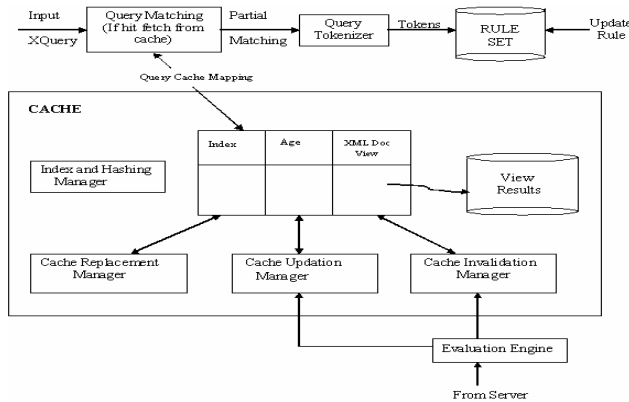 Input
XQuery
Query Matching
(If hit fetch from
cache)
Partial
Matching
Query
Tokenizer
Tokens
RULE
SET
Update
Rule
Query Cache Mapping
CACHE
Index
Age
XML Doc
View
Index and Hashing
Manager
View
Results
Cache Replacement
Manager
Cache Updation
Manager
Cache Invalidation
Manager
Evaluation Engine
From Server